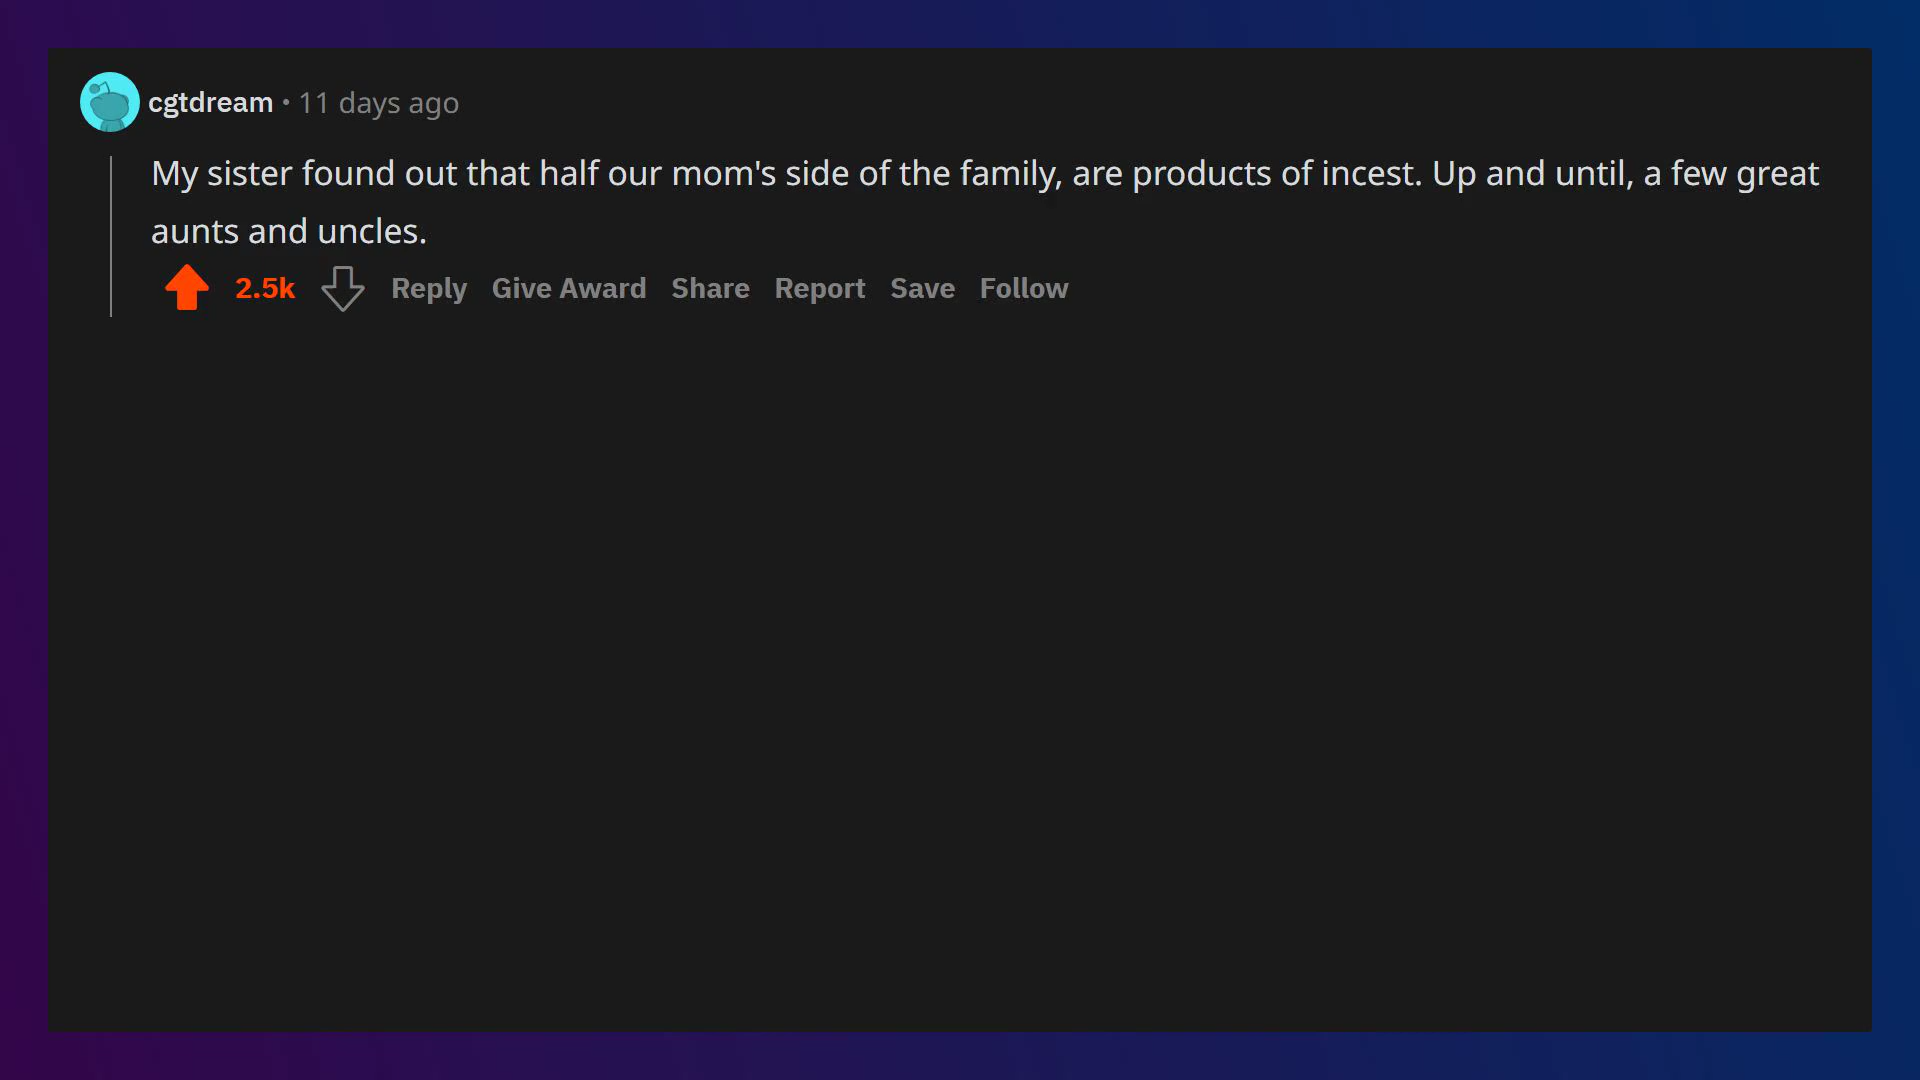 cgtdream • 11 days ago
My sister found out that half our mom's side of the family, are products of incest. Up and until, a few great
aunts and uncles.
2.5k Reply Give Award Share Report Save Follow